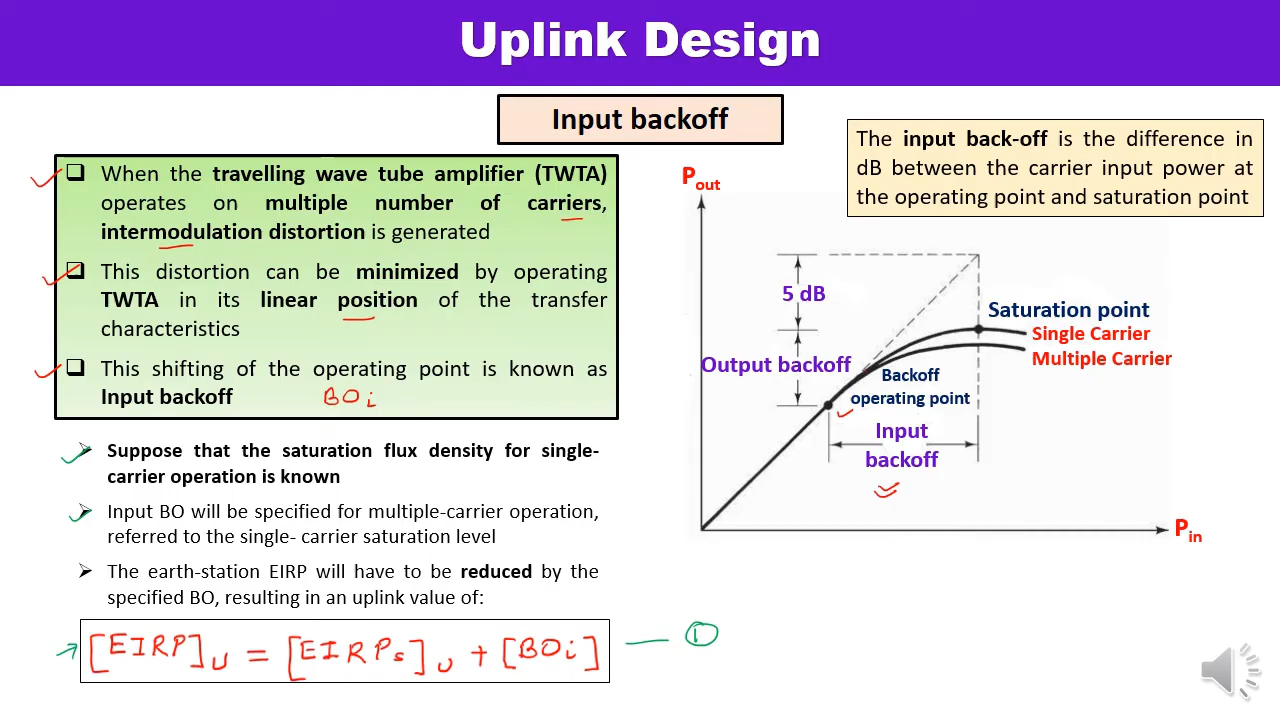 Uplink Design
Input backoff
❑ When the travelling wave tube amplifier (TWTA)
operates on multiple number of carriers,
intermodulation distortion is generated
❑ This distortion can be minimized by operating
TWTA in its linear position of the transfer
characteristics
❑ This shifting of the operating point is known as
Input backoff BOi
➢ Suppose that the saturation flux density for single-
carrier operation is known
➢ Input BO will be specified for multiple-carrier operation,
referred to the single- carrier saturation level
➢ The earth-station EIRP will have to be reduced by the
specified BO, resulting in an uplink value of:
[EIRP]U = [EIRPs]U + [BOi] — 1
The input back-off is the difference in
dB between the carrier input power at
the operating point and saturation point
Pout
5 dB
Saturation point
Single Carrier
Multiple Carrier
Output backoff
Backoff
operating point
Input
backoff
Pin